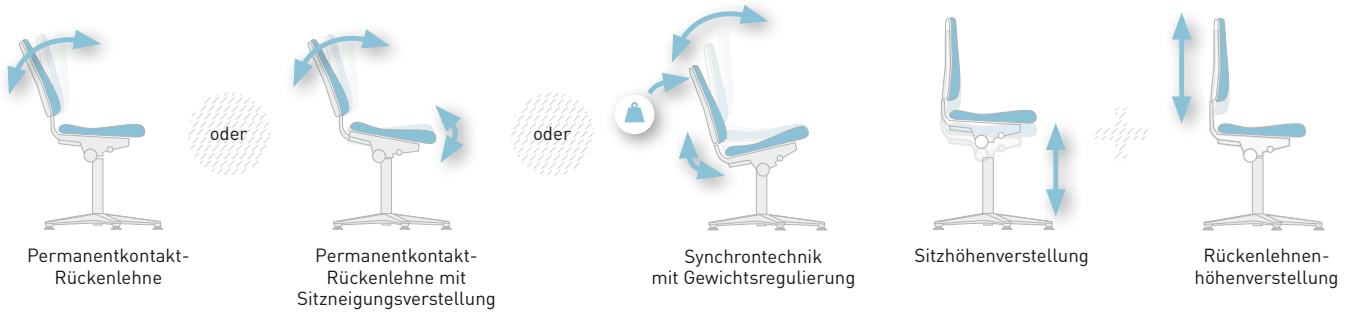 oder
oder
Permanentkontakt-
Rückenlehne
Permanentkontakt-
Rückenlehne mit
Sitzneigungsverstellung
Synchrontechnik
mit Gewichtsregulierung
Sitzhöhenverstellung
Rückenlehnen-
höhenverstellung